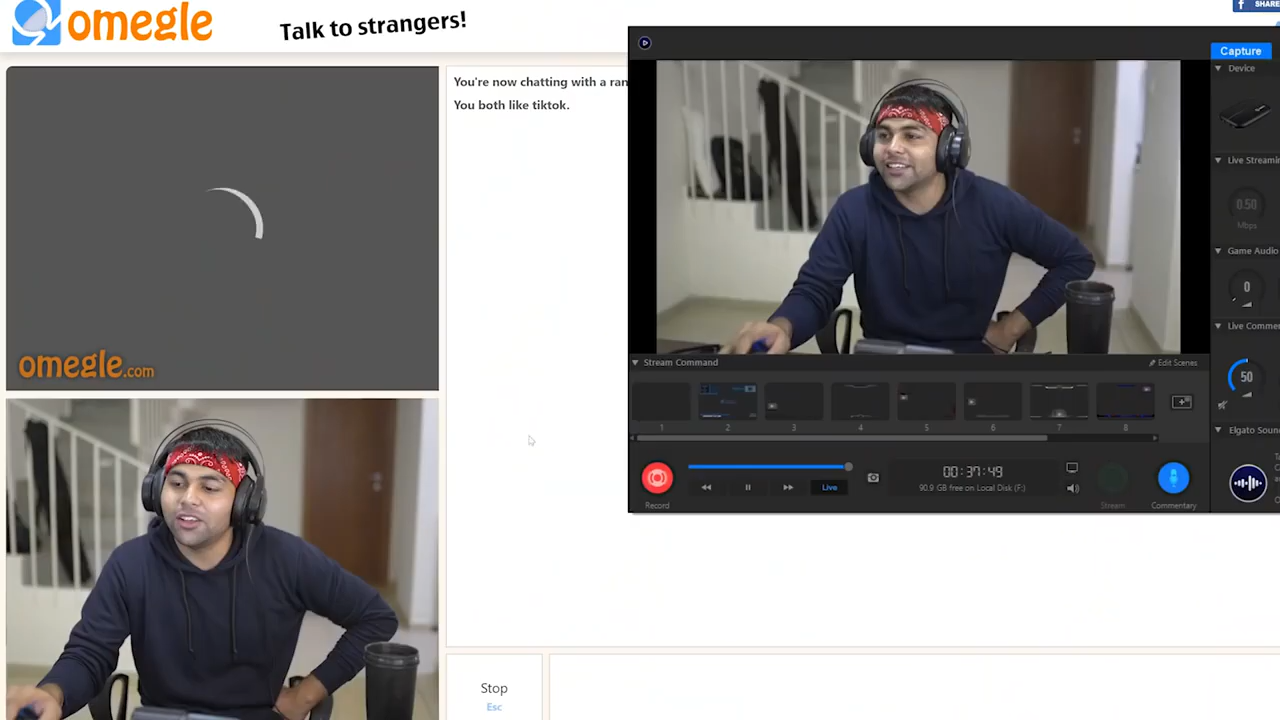 omegle
Talk to strangers!
SHARE
You're now chatting with a ran
You both like tiktok.
omegle.com
Stop
Esc
Capture
Device
Live Streamin
0.50
Mbps
Game Audio
0
Live Comme
50
Elgato Soun
Stream Command
Edit Scenes
1 2 3 4 5 6 7 8
00:37:49
90.9 GB free on Local Disk (F:)
Live
Record
Stream
Commentary